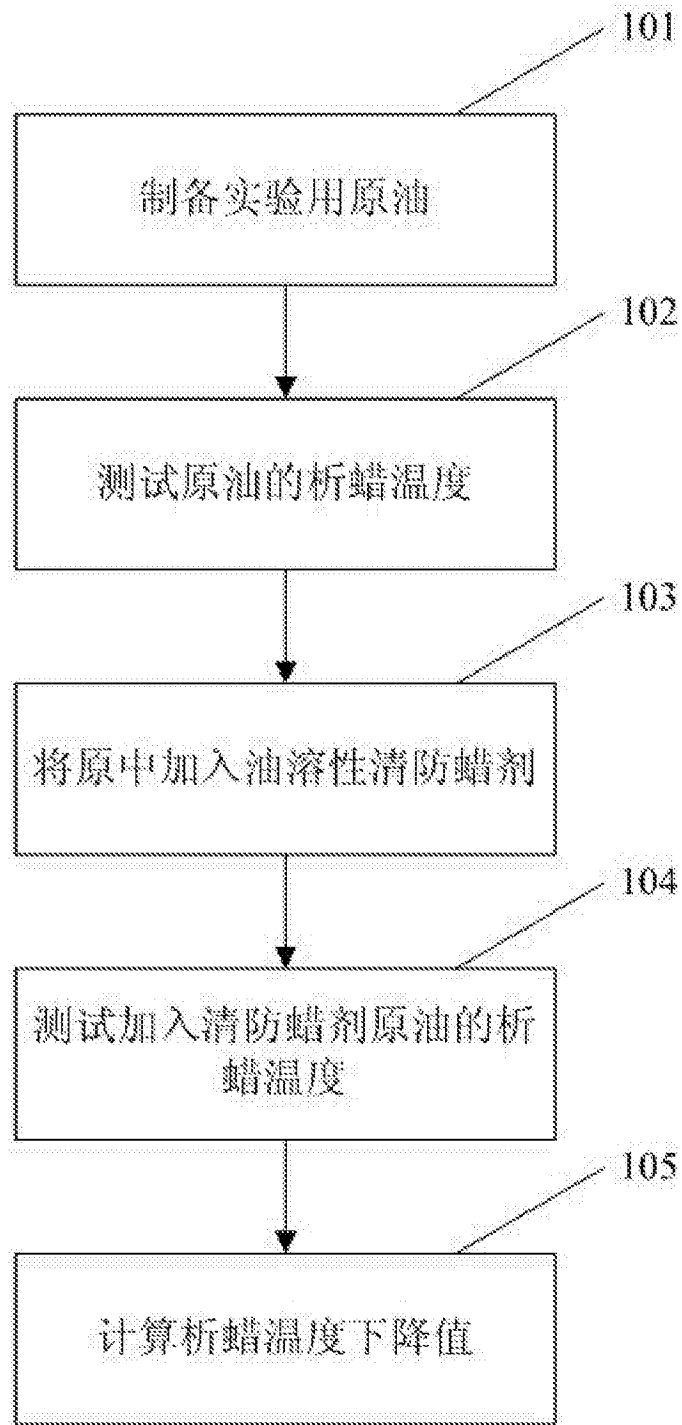 101
制备实验用原油
102
测试原油的析蜡温度
103
将原中加入油溶性清防蜡剂
104
测试加入清防蜡剂原油的析
蜡温度
105
计算析蜡温度下降值